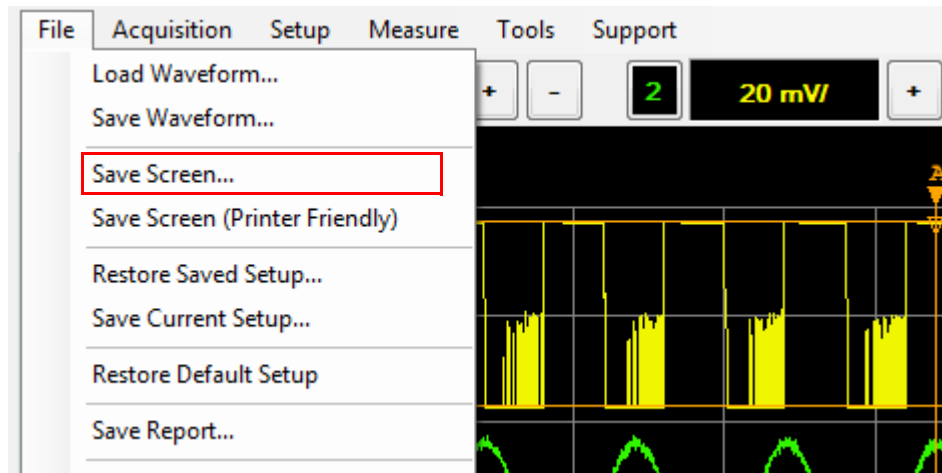 File Acquisition Setup Measure Tools Support
Load Waveform...
+ - 2 20 mV/ +
Save Waveform...
Save Screen...
A
Save Screen (Printer Friendly)
Restore Saved Setup...
Save Current Setup...
Restore Default Setup
Save Report...